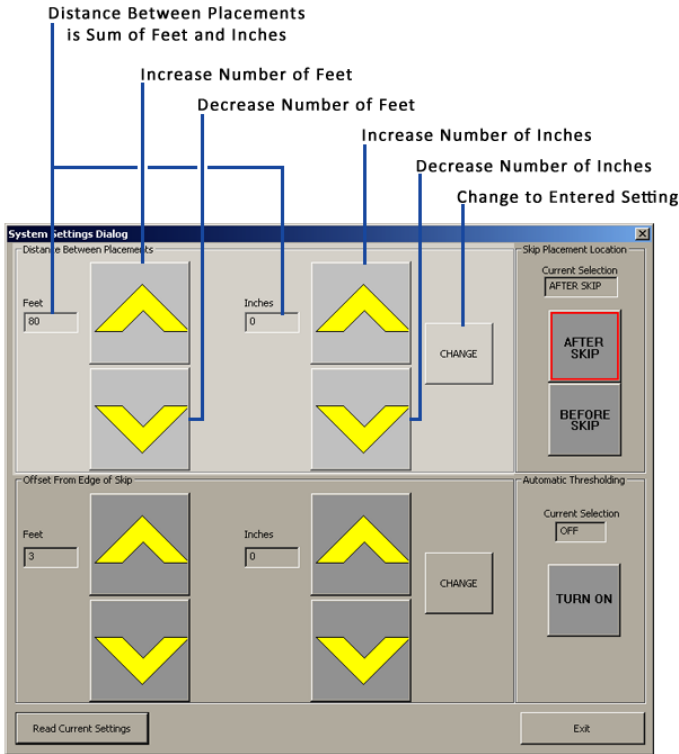 Distance Between Placements
is Sum of Feet and Inches
Increase Number of Feet
Decrease Number of Feet
Increase Number of Inches
Decrease Number of Inches
Change to Entered Setting
System Settings Dialog
Distance Between Placements
Skip Placement Location
Current Selection
AFTER SKIP
Feet
80
Inches
0
CHANGE
AFTER
SKIP
BEFORE
SKIP
Offset From Edge of Skip
Automatic Thresholding
Current Selection
OFF
Feet
3
Inches
0
CHANGE
TURN ON
Read Current Settings
Exit